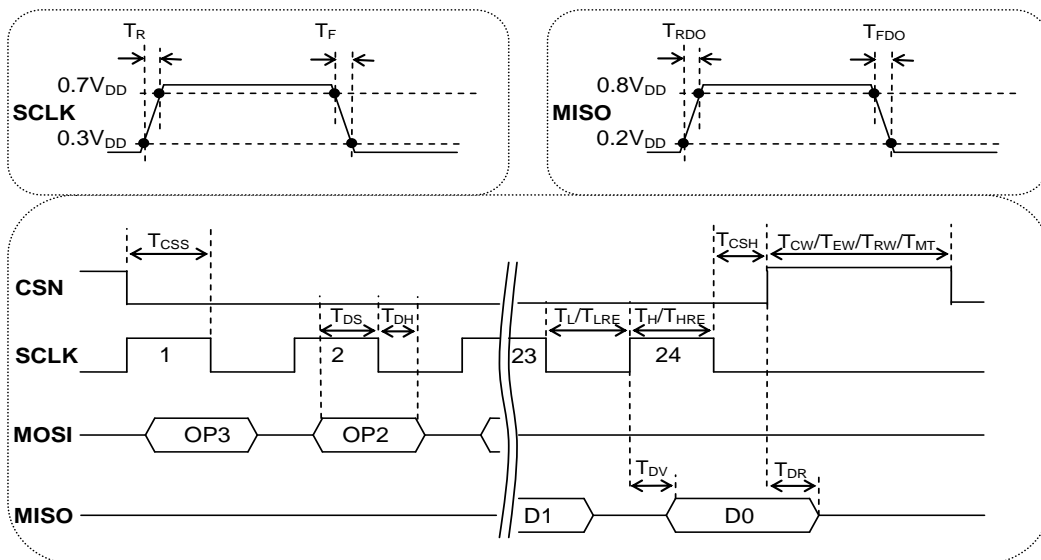 TR TF
0.7VDD
SCLK
0.3VDD
TRDO TFDO
0.8VDD
MISO
0.2VDD
TCSS TCSH TCW/TEW/TRW/TMT
CSN
TDS TDH TL/TLRE TH/THRE
SCLK 1 2 23 24
MOSI OP3 OP2
TDV TDR
MISO D1 D0